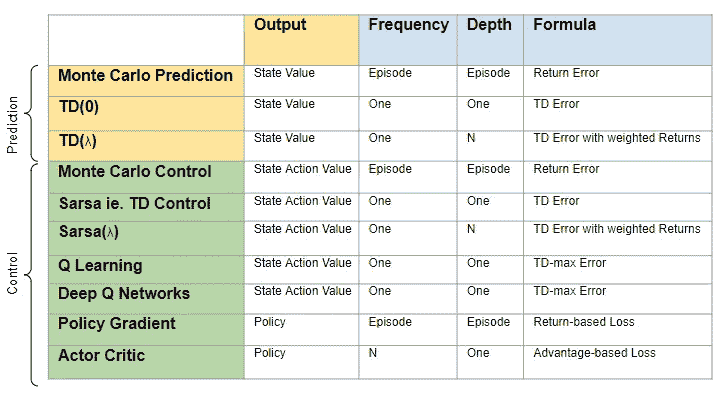 Output Frequency Depth Formula
Prediction
Monte Carlo Prediction State Value Episode Episode Return Error
TD(0) State Value One One TD Error
TD(λ) State Value One N TD Error with weighted Returns
Control
Monte Carlo Control State Action Value Episode Episode Return Error
Sarsa ie. TD Control State Action Value One One TD Error
Sarsa(λ) State Action Value One N TD Error with weighted Returns
Q Learning State Action Value One One TD-max Error
Deep Q Networks State Action Value One One TD-max Error
Policy Gradient Policy Episode Episode Return-based Loss
Actor Critic Policy N One Advantage-based Loss